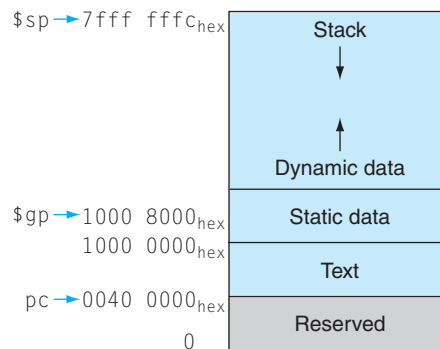 $sp 7fff fffc hex
Stack
Dynamic data
$gp 1000 8000 hex
Static data
1000 0000 hex
Text
pc 0040 0000 hex
Reserved
0